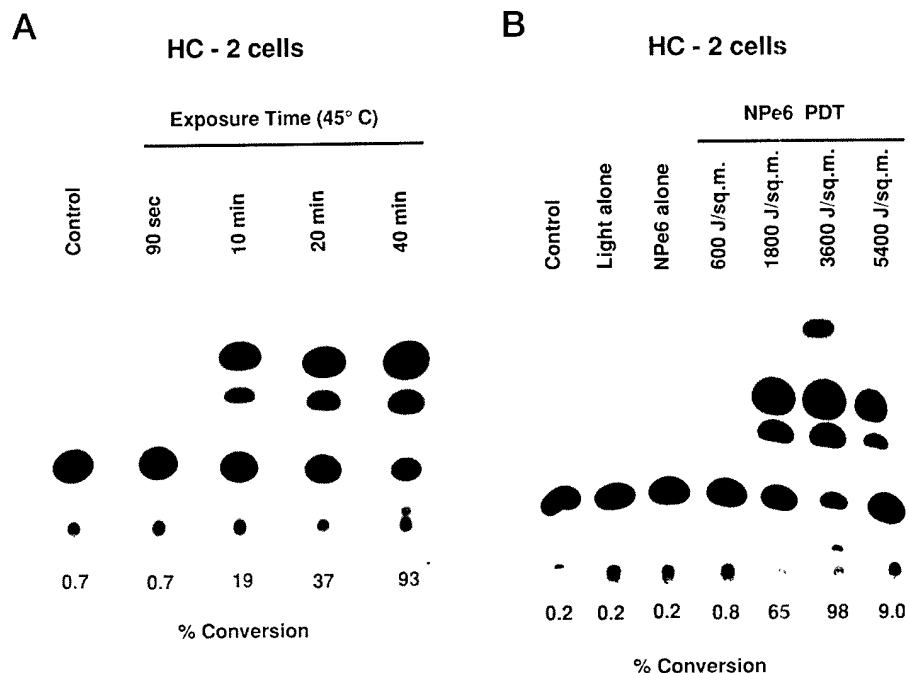 A
HC - 2 cells
Exposure Time (45° C)
Control
90 sec
10 min
20 min
40 min
0.7 0.7 19 37 93
% Conversion
B
HC - 2 cells
NPe6 PDT
Control
Light alone
NPe6 alone
600 J/sq.m.
1800 J/sq.m.
3600 J/sq.m.
5400 J/sq.m.
0.2 0.2 0.2 0.8 65 98 9.0
% Conversion